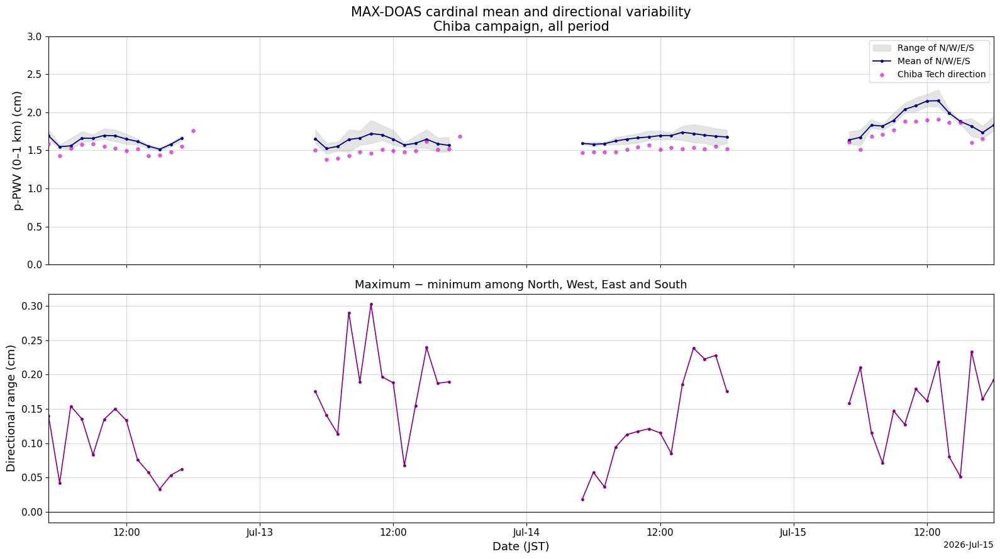 MAX-DOAS cardinal mean and directional variability
Chiba campaign, all period
3.0
2.5
2.0
1.5
1.0
0.5
0.0
p-PWV (0–1 km) (cm)
Range of N/W/E/S
Mean of N/W/E/S
Chiba Tech direction
Maximum − minimum among North, West, East and South
0.30
0.25
0.20
0.15
0.10
0.05
0.00
Directional range (cm)
12:00
Jul-13
12:00
Jul-14
12:00
Jul-15
12:00
Date (JST)
2026-Jul-15